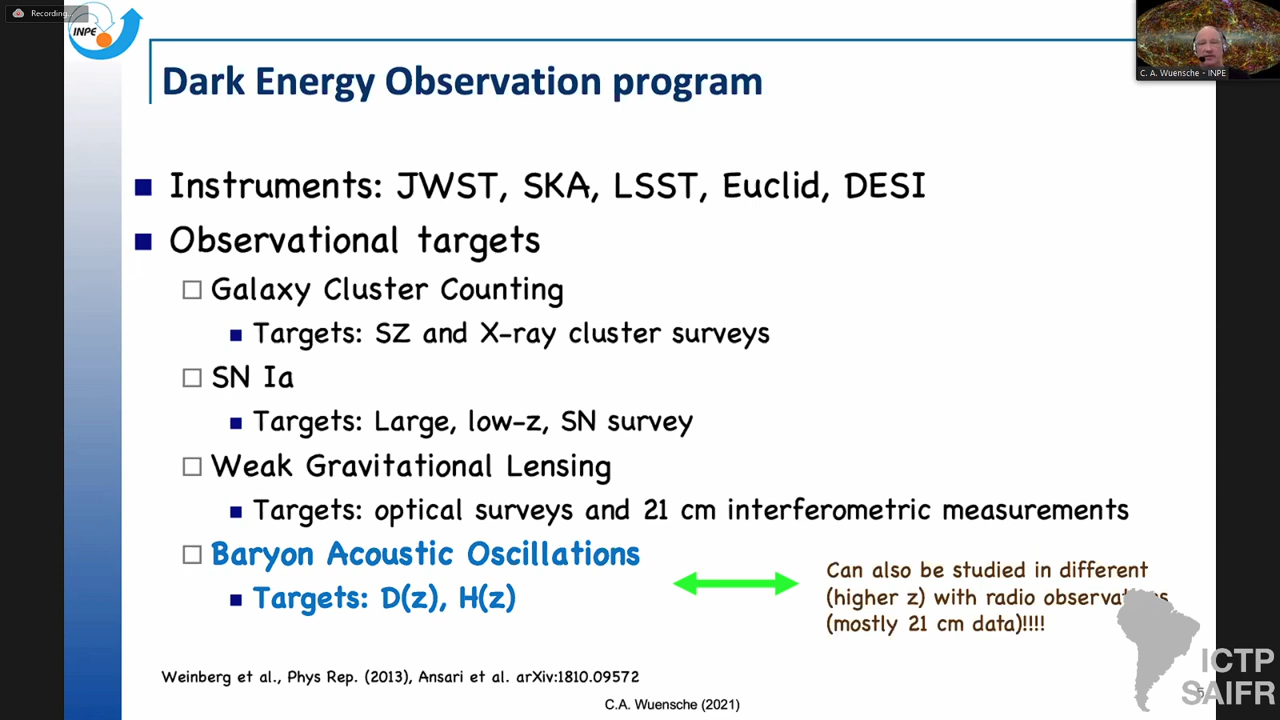 Recording...
INPE
C. A. Wuensche - INPE
Dark Energy Observation program
Instruments: JWST, SKA, LSST, Euclid, DESI
Observational targets
Galaxy Cluster Counting
Targets: SZ and X-ray cluster surveys
SN Ia
Targets: Large, low-z, SN survey
Weak Gravitational Lensing
Targets: optical surveys and 21 cm interferometric measurements
Baryon Acoustic Oscillations
Targets: D(z), H(z)
Can also be studied in different
(higher z) with radio
(mostly 21 cm data)!!!!
Weinberg et al., Phys Rep. (2013), Ansari et al. arXiv:1810.09572
C.A. Wuensche (2021)
ICTP
SAIFR